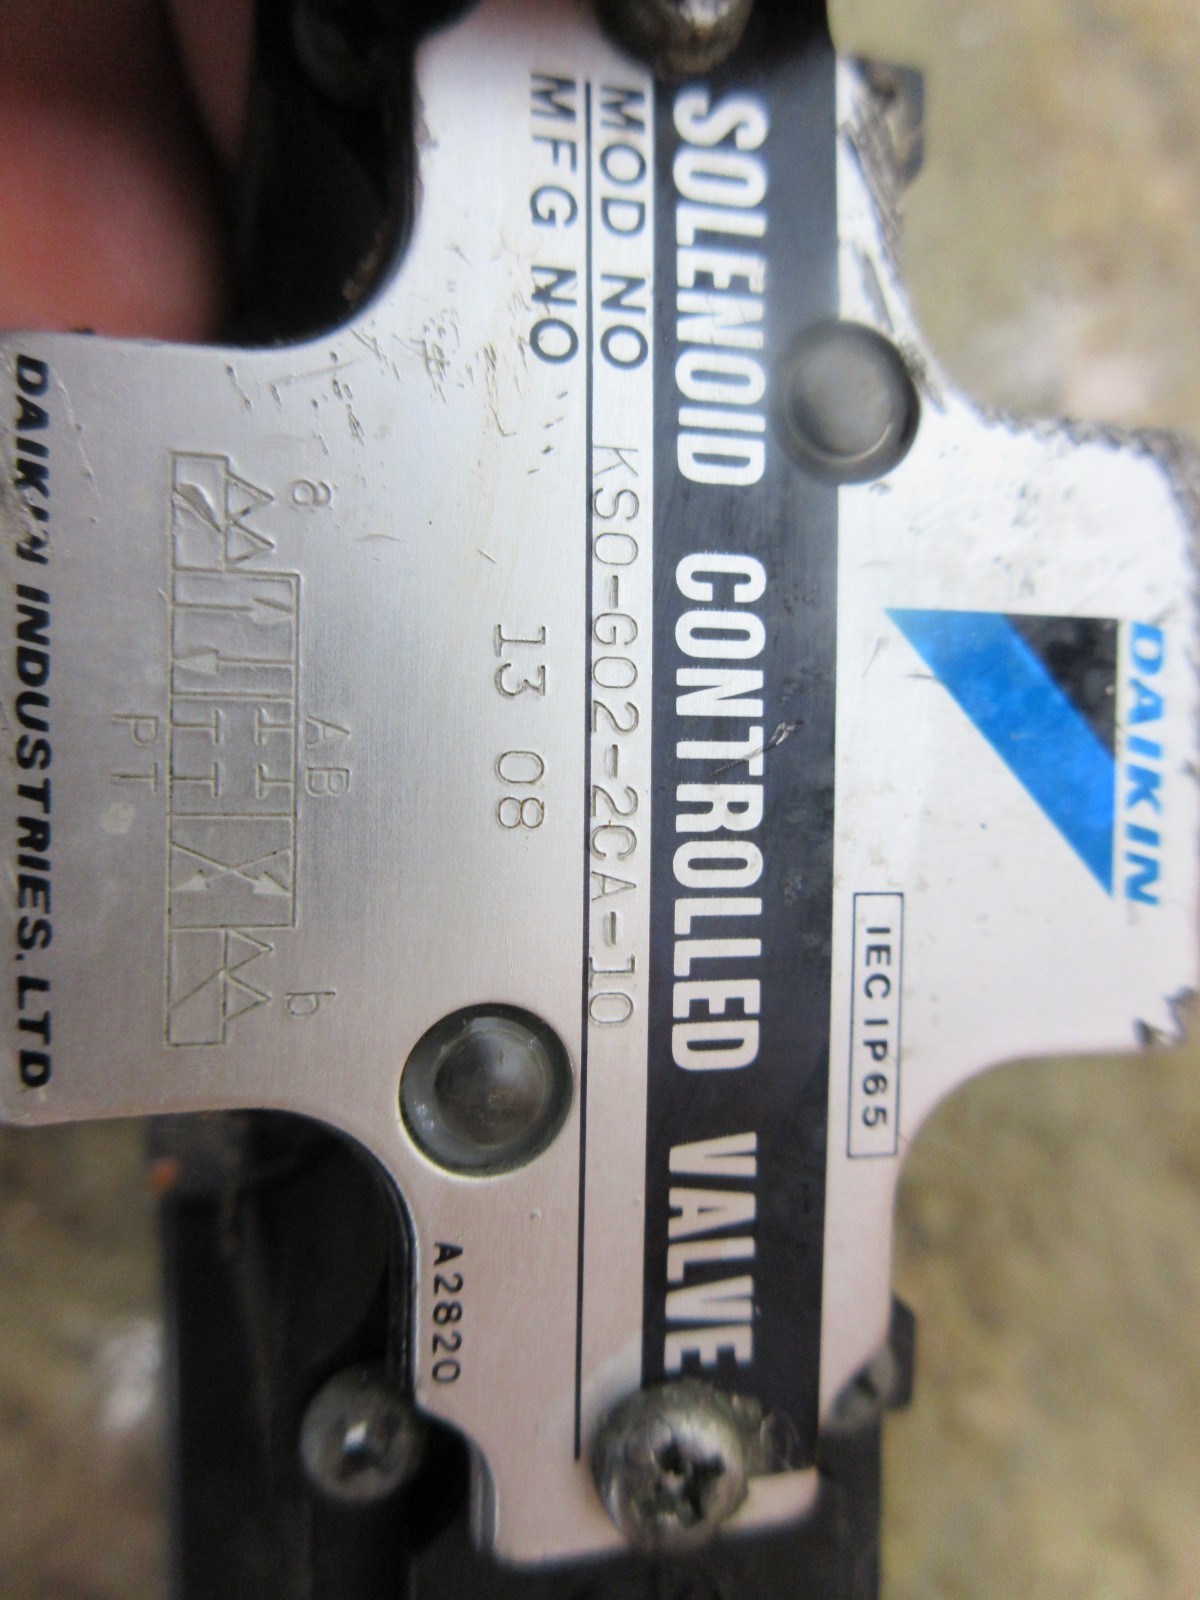 DAIKIN
IEC IP65
SOLENOID CONTROLLED VALVE
MOD NO KSO-G02-2CA-10
MFG NO 13 08
A2820
a AB b
P T
DAIKIN INDUSTRIES. LTD